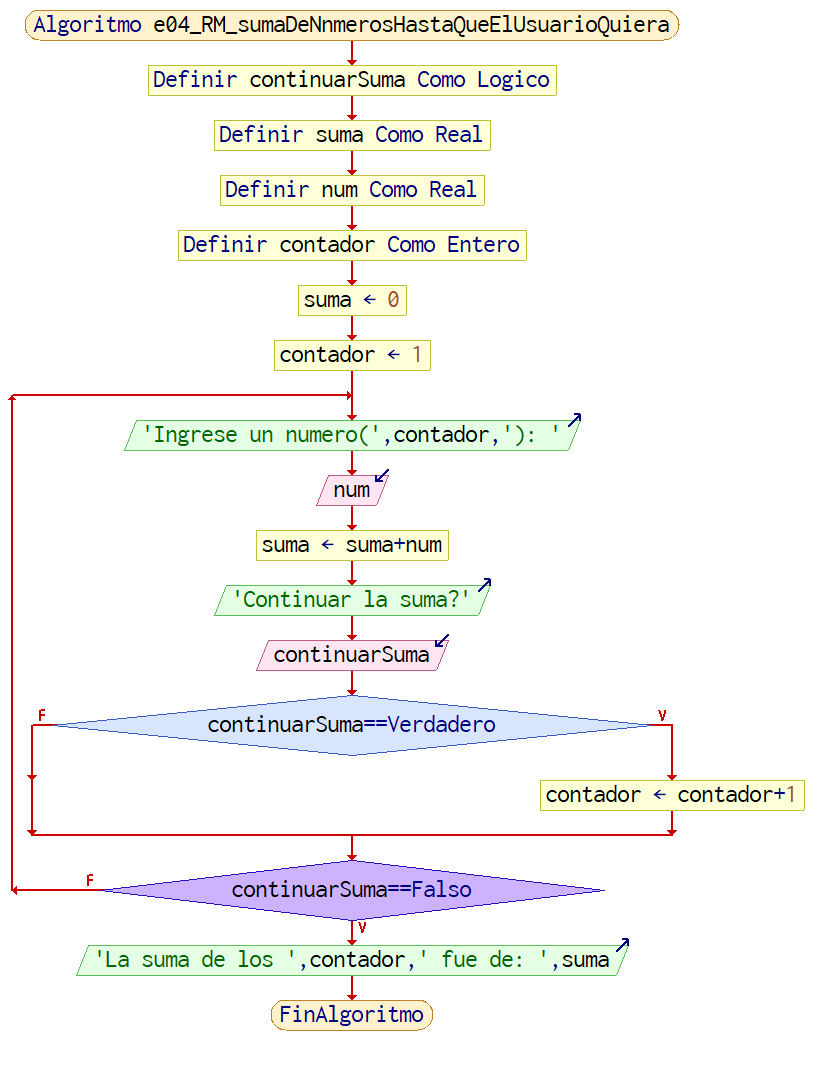 Algoritmo e04_RM_sumaDeNnmerosHastaQueElUsuarioQuiera
Definir continuarSuma Como Logico
Definir suma Como Real
Definir num Como Real
Definir contador Como Entero
suma ← 0
contador ← 1
'Ingrese un numero(',contador,'): '
num
suma ← suma+num
'Continuar la suma?'
continuarSuma
F
continuarSuma==Verdadero
V
contador ← contador+1
F
continuarSuma==Falso
V
'La suma de los ',contador,' fue de: ',suma
FinAlgoritmo